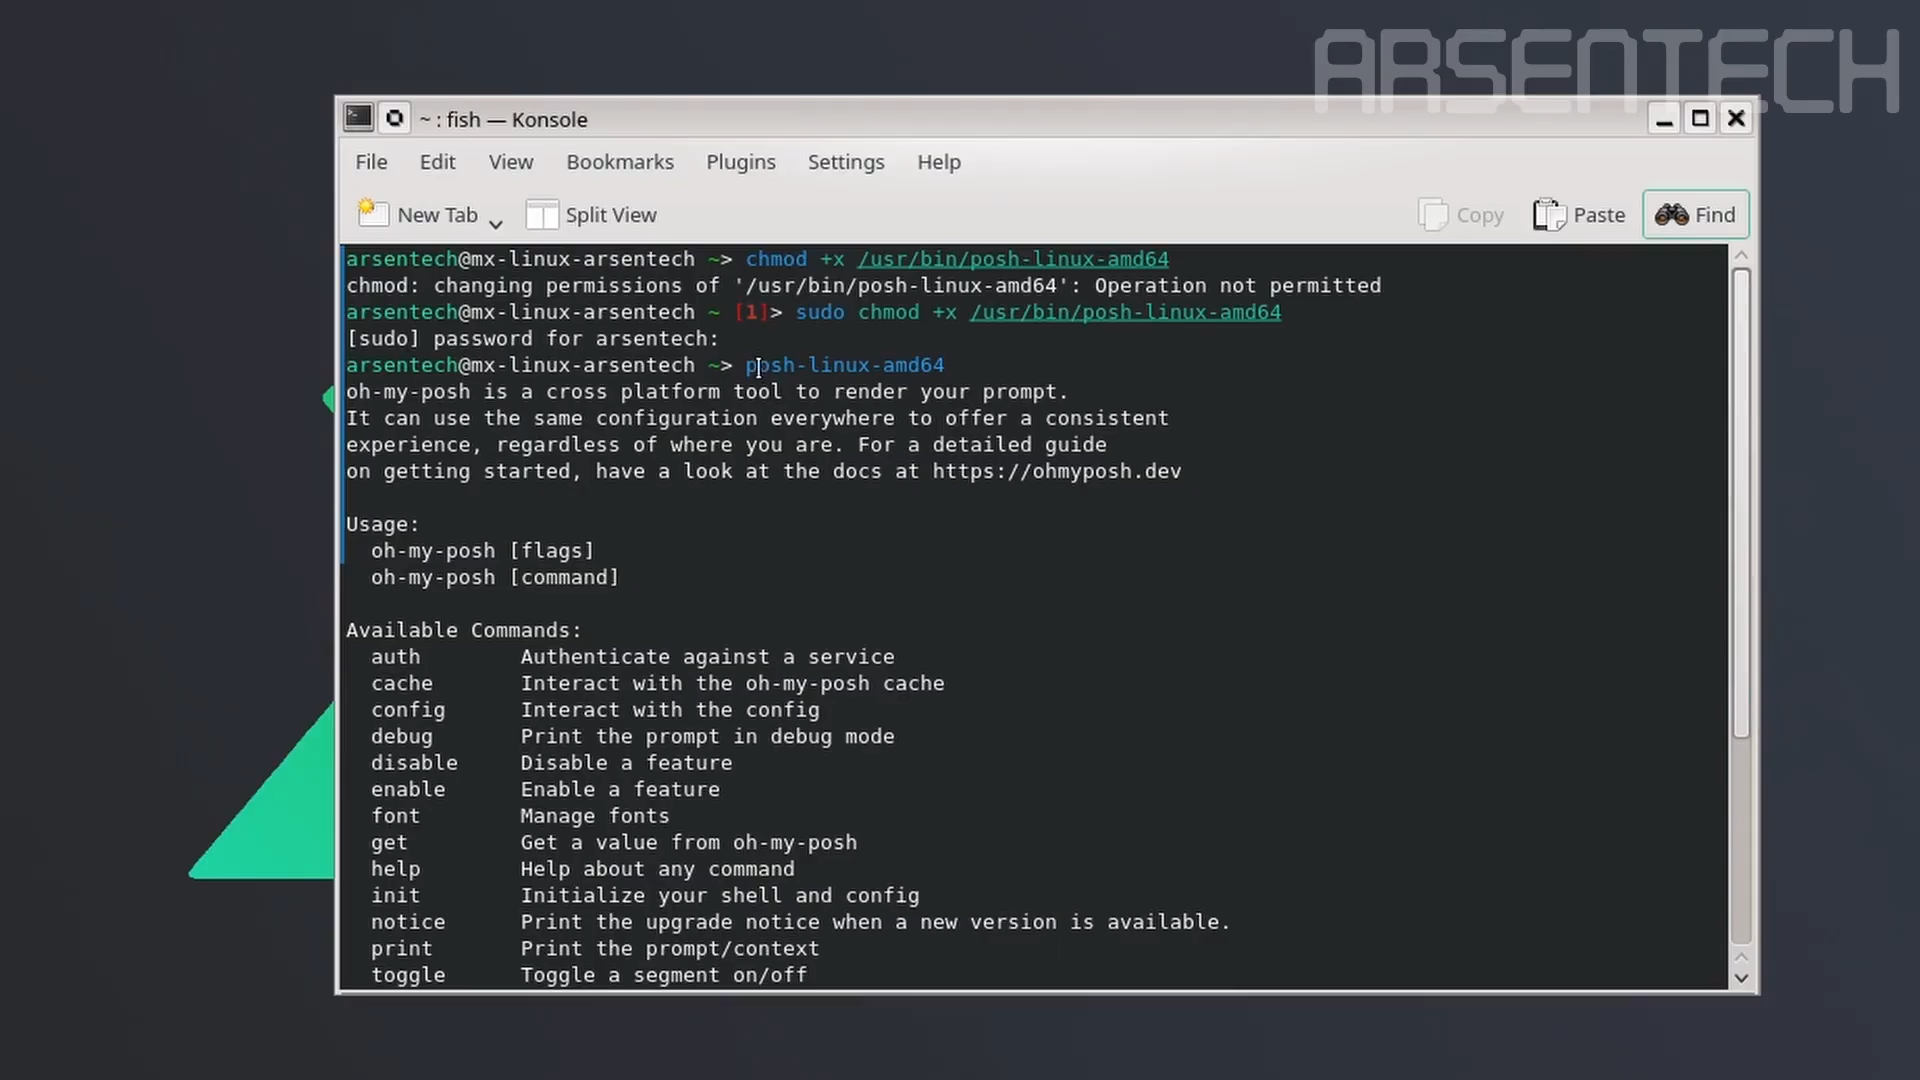 ARSENTECH
~ : fish — Konsole
File Edit View Bookmarks Plugins Settings Help
New Tab Split View Copy Paste Find
arsentech@mx-linux-arsentech ~> chmod +x /usr/bin/posh-linux-amd64
chmod: changing permissions of '/usr/bin/posh-linux-amd64': Operation not permitted
arsentech@mx-linux-arsentech ~ [1]> sudo chmod +x /usr/bin/posh-linux-amd64
[sudo] password for arsentech:
arsentech@mx-linux-arsentech ~> posh-linux-amd64
oh-my-posh is a cross platform tool to render your prompt.
It can use the same configuration everywhere to offer a consistent
experience, regardless of where you are. For a detailed guide
on getting started, have a look at the docs at https://ohmyposh.dev
Usage:
oh-my-posh [flags]
oh-my-posh [command]
Available Commands:
auth Authenticate against a service
cache Interact with the oh-my-posh cache
config Interact with the config
debug Print the prompt in debug mode
disable Disable a feature
enable Enable a feature
font Manage fonts
get Get a value from oh-my-posh
help Help about any command
init Initialize your shell and config
notice Print the upgrade notice when a new version is available.
print Print the prompt/context
toggle Toggle a segment on/off